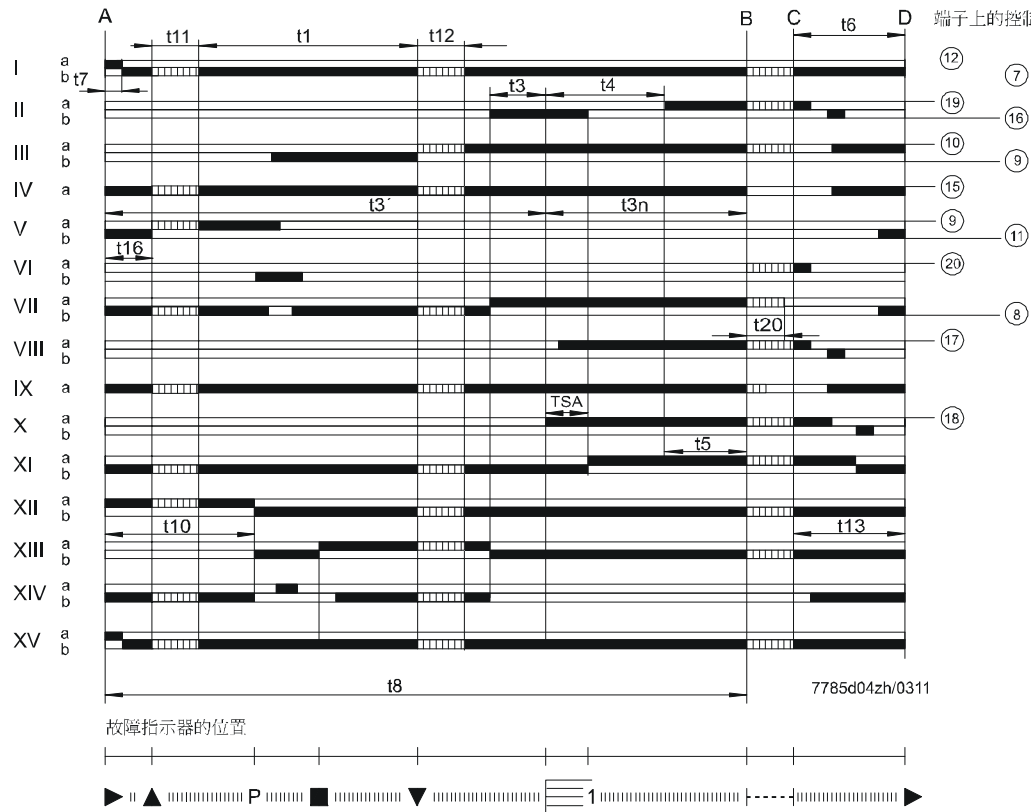 A B C D 端子上的控制
t11 t1 t12 t6
I a b ⑫ ⑦
t7
II a b t3 t4 ⑲ ⑯
III a b ⑩ ⑨
IV a ⑮
t3´ t3n
V a b ⑨ ⑪
t16
VI a b ⑳
VII a b ⑧
t20
VIII a b ⑰
IX a
TSA
X a b ⑱
t5
XI a b
XII a b
t10 t13
XIII a b
XIV a b
XV a b
t8 7785d04zh/0311
故障指示器的位置
P 1